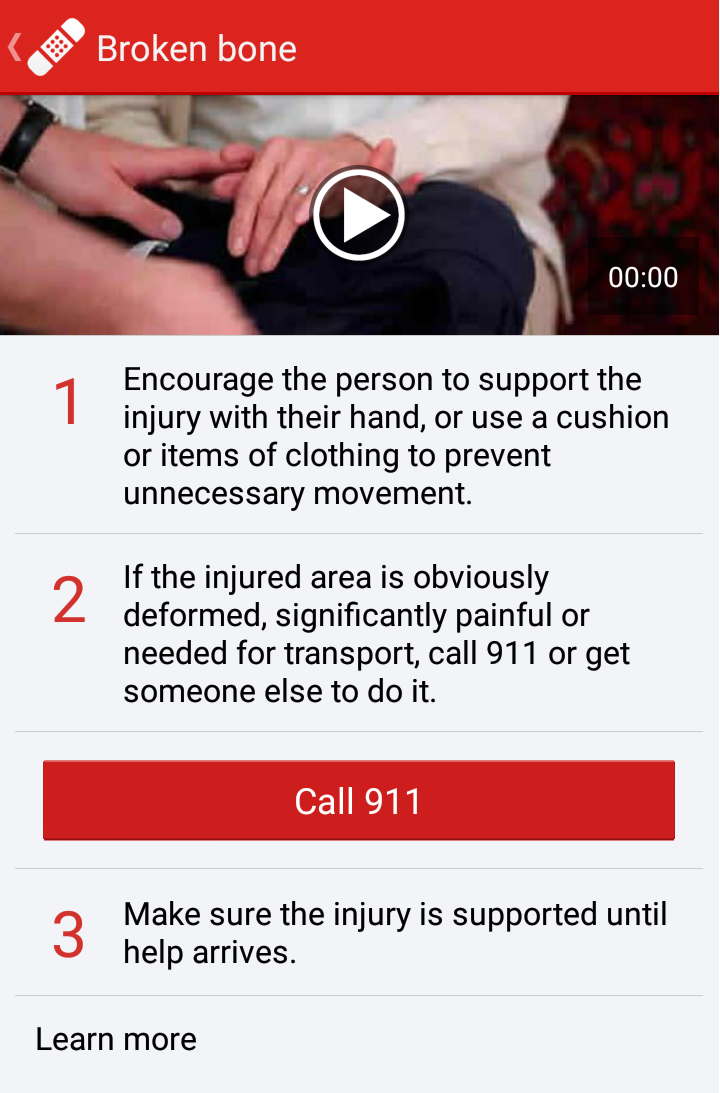 Broken bone
00:00
1
Encourage the person to support the
injury with their hand, or use a cushion
or items of clothing to prevent
unnecessary movement.
2
If the injured area is obviously
deformed, significantly painful or
needed for transport, call 911 or get
someone else to do it.
Call 911
3
Make sure the injury is supported until
help arrives.
Learn more